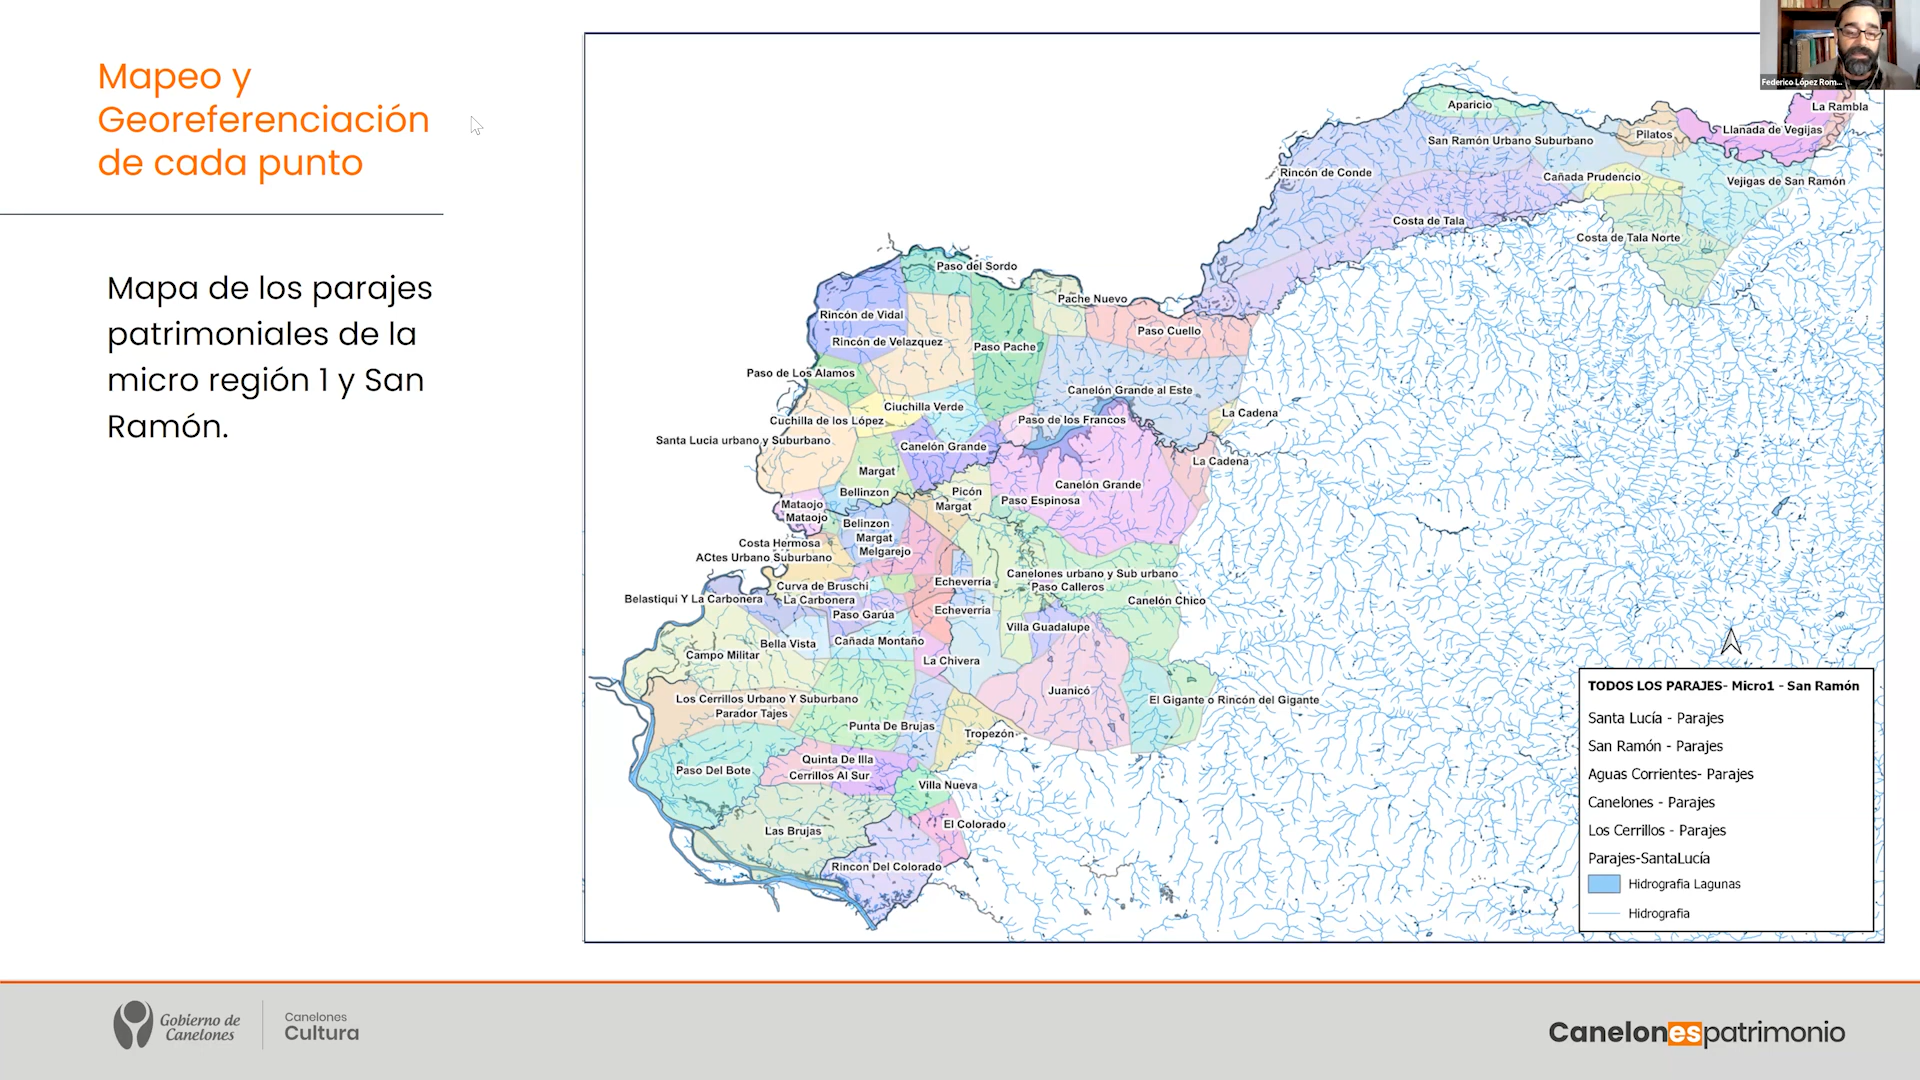 Mapeo y
Georeferenciación
de cada punto
Mapa de los parajes
patrimoniales de la
micro región 1 y San
Ramón.
Federico López Rom...
La Rambla
Aparicio
Llanada de Vegijas
Pilatos
San Ramón Urbano Suburbano
Rincón de Conde
Cañada Prudencio
Vejigas de San Ramón
Costa de Tala
Costa de Tala Norte
Paso del Sordo
Pache Nuevo
Rincón de Vidal
Paso Cuello
Rincón de Velazquez
Paso Pache
Paso de Los Alamos
Canelón Grande al Este
Ciuchilla Verde
La Cadena
Cuchilla de los López
Paso de los Francos
Santa Lucia urbano y Suburbano
Canelón Grande
La Cadena
Margat
Canelón Grande
Bellinzon
Picón
Paso Espinosa
Mataojo
Margat
Mataojo
Belinzon
Margat
Costa Hermosa
Melgarejo
ACtes Urbano Suburbano
Canelones urbano y Sub urbano
Echeverría
Curva de Bruschi
Paso Calleros
Belastiqui Y La Carbonera
La Carbonera
Canelón Chico
Paso Garúa
Echeverría
Villa Guadalupe
Bella Vista
Cañada Montaño
Campo Militar
La Chivera
Juanicó
Los Cerrillos Urbano Y Suburbano
El Gigante o Rincón del Gigante
Parador Tajes
Punta De Brujas
Tropezón
Quinta De Illa
Paso Del Bote
Cerrillos Al Sur
Villa Nueva
El Colorado
Las Brujas
Rincon Del Colorado
TODOS LOS PARAJES- Micro1 - San Ramón
Santa Lucía - Parajes
San Ramón - Parajes
Aguas Corrientes- Parajes
Canelones - Parajes
Los Cerrillos - Parajes
Parajes-SantaLucía
Hidrografia Lagunas
Hidrografia
Gobierno de
Canelones
Canelones
Cultura
Canelonespatrimonio